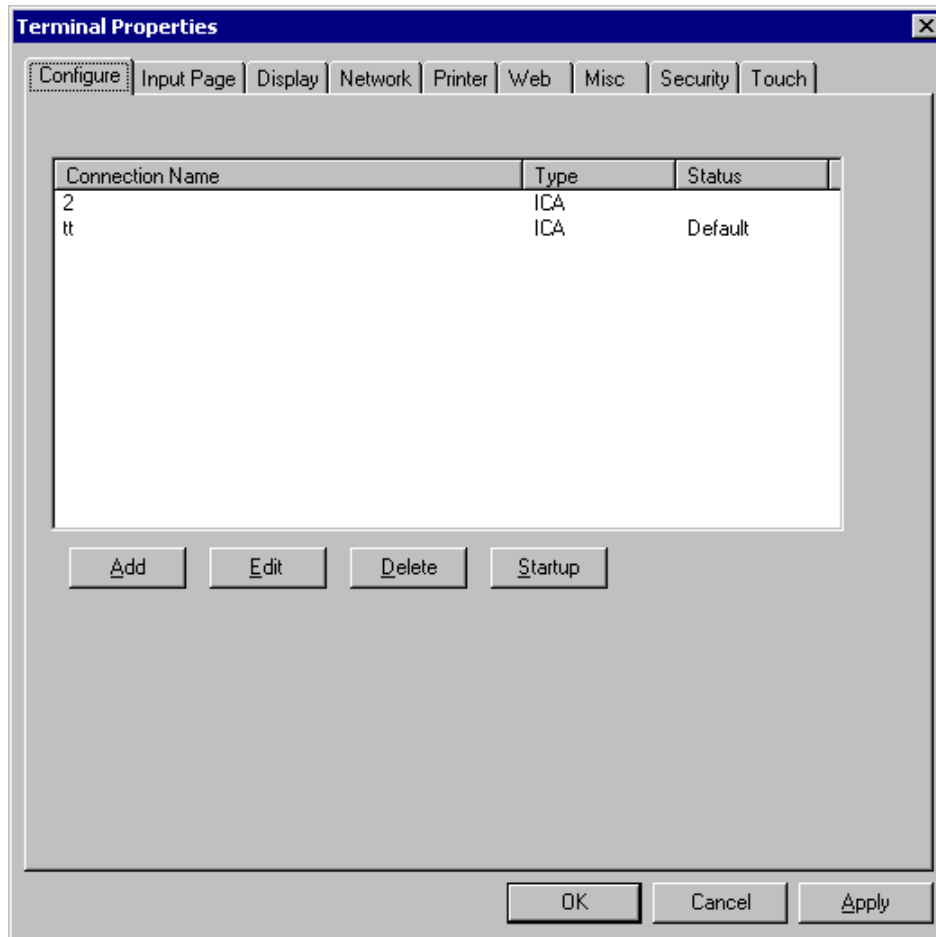 Terminal Properties
Configure Input Page Display Network Printer Web Misc Security Touch
Connection Name Type Status
2 ICA
tt ICA Default
Add Edit Delete Startup
OK Cancel Apply